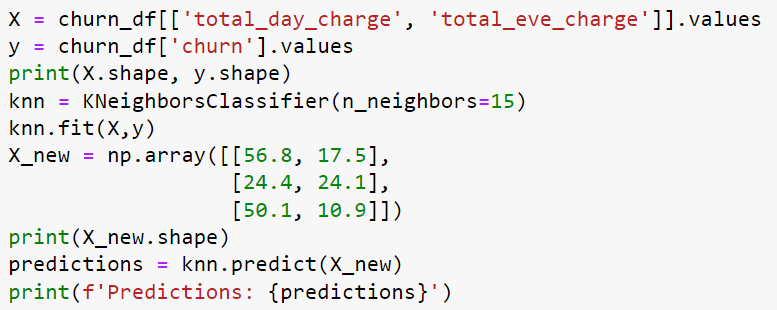 X = churn_df[['total_day_charge', 'total_eve_charge']].values
y = churn_df['churn'].values
print(X.shape, y.shape)
knn = KNeighborsClassifier(n_neighbors=15)
knn.fit(X,y)
X_new = np.array([[56.8, 17.5],
                  [24.4, 24.1],
                  [50.1, 10.9]])
print(X_new.shape)
predictions = knn.predict(X_new)
print(f'Predictions: {predictions}')